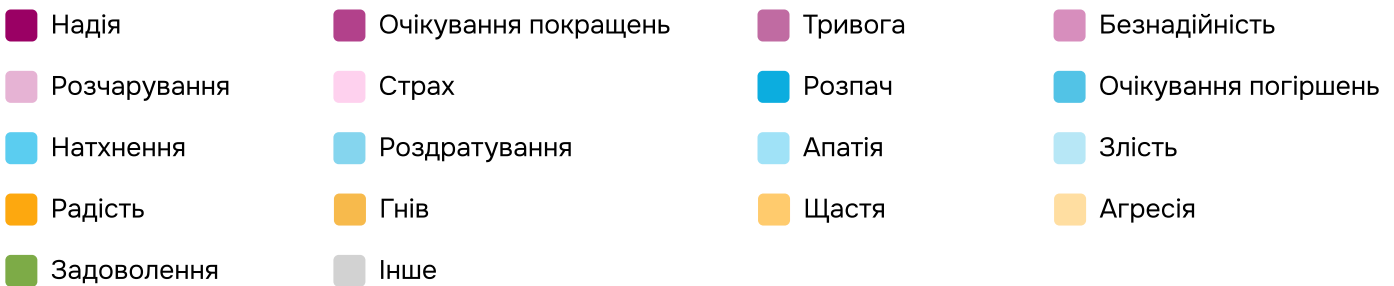 Надія Очікування покращень Тривога Безнадійність
Розчарування Страх Розпач Очікування погіршень
Натхнення Роздратування Апатія Злість
Радість Гнів Щастя Агресія
Задоволення Інше